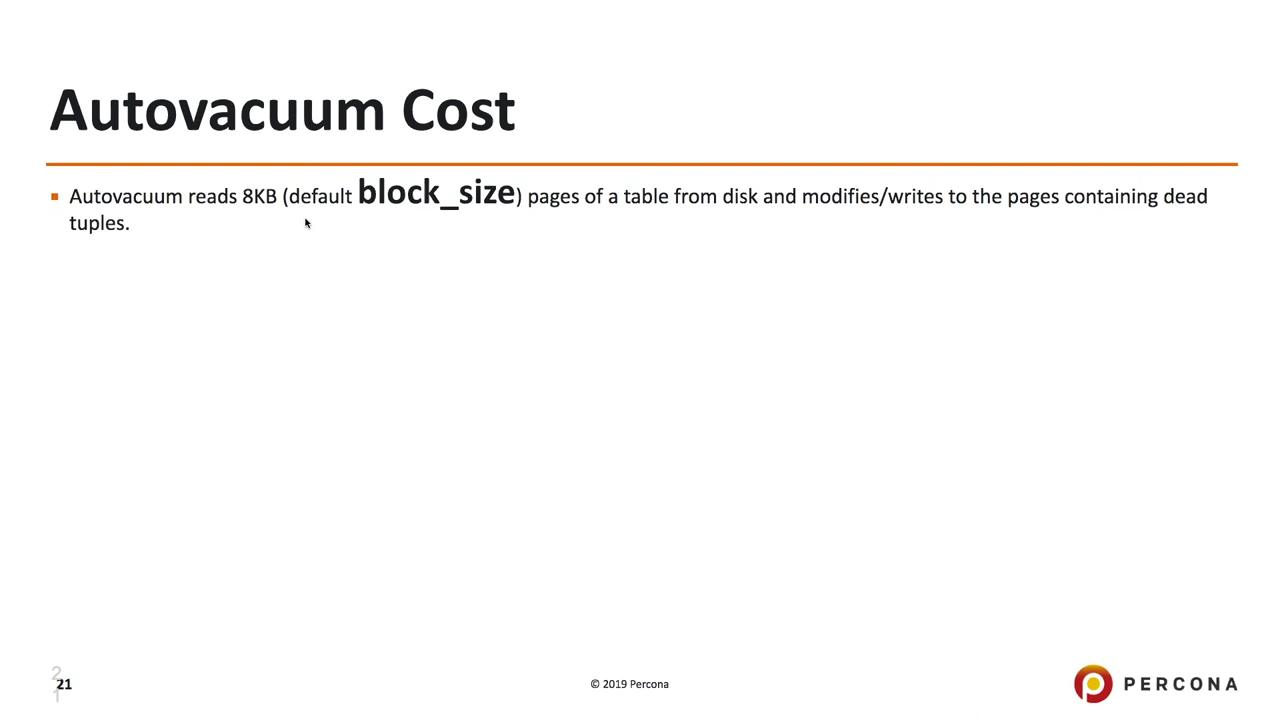 Autovacuum Cost
Autovacuum reads 8KB (default block_size) pages of a table from disk and modifies/writes to the pages containing dead
tuples.
21
21
© 2019 Percona
PERCONA